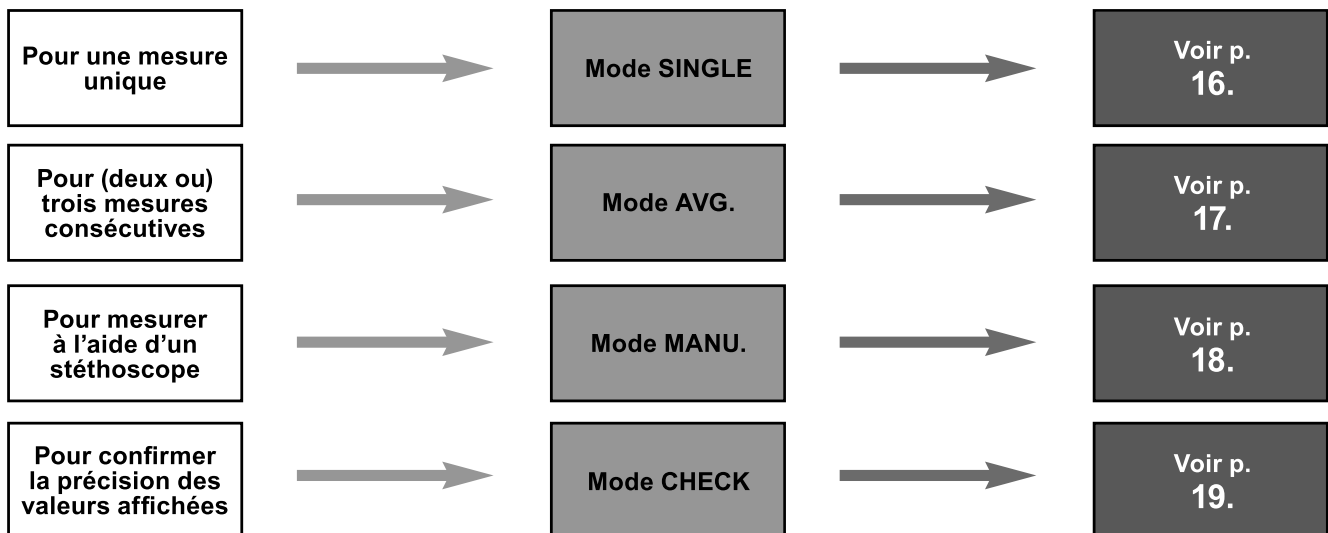 Pour une mesure
unique
Mode SINGLE
Voir p.
16.
Pour (deux ou)
trois mesures
consécutives
Mode AVG.
Voir p.
17.
Pour mesurer
à l’aide d’un
stéthoscope
Mode MANU.
Voir p.
18.
Pour confirmer
la précision des
valeurs affichées
Mode CHECK
Voir p.
19.